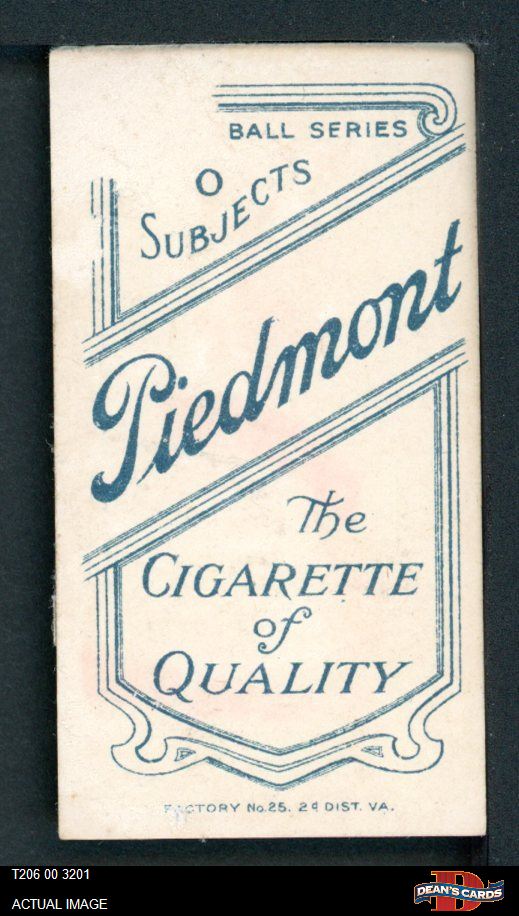 BALL SERIES
O
SUBJECTS
Piedmont
The
CIGARETTE
of
QUALITY
FACTORY No. 25. 2d DIST. VA.
T206 00 3201
ACTUAL IMAGE
D
DEAN'S CARDS